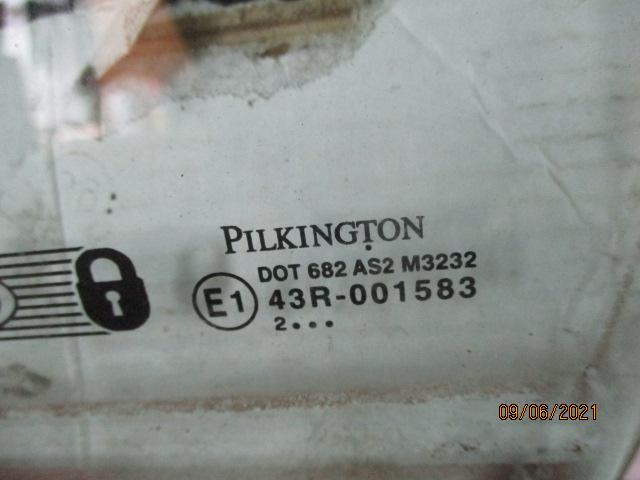 PILKINGTON
DOT 682 AS2 M3232
E1 43R-001583
2...
09/06/2021